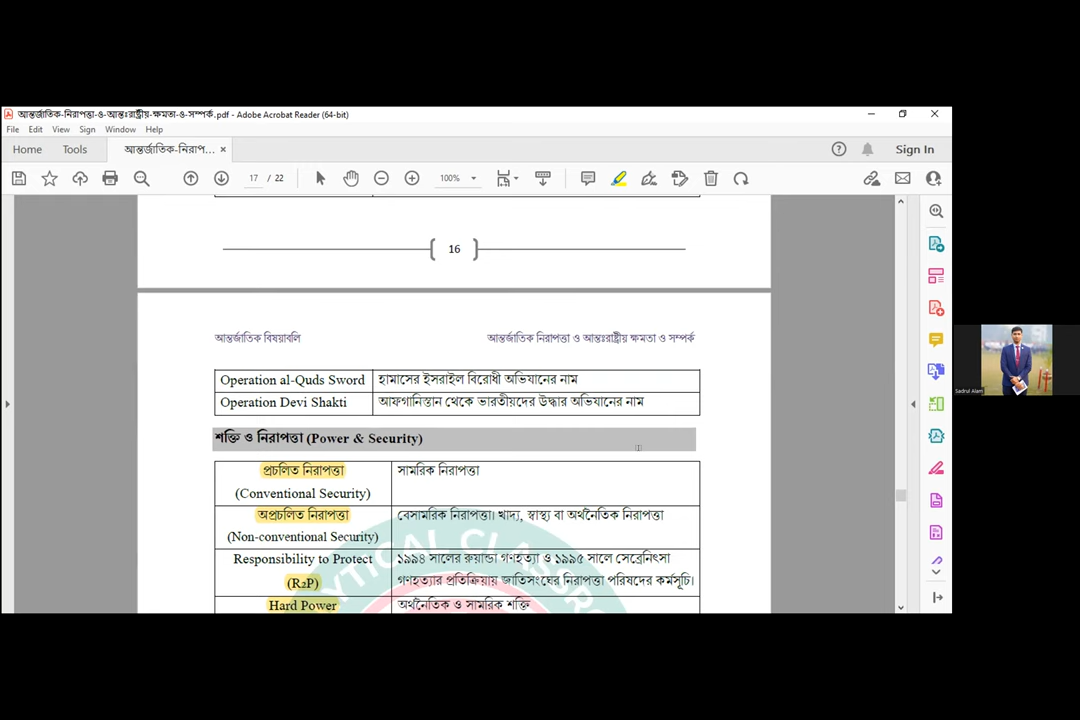 আন্তর্জাতিক-নিরাপত্তা-ও-আন্তঃরাষ্ট্রীয়-ক্ষমতা-ও-সম্পর্ক.pdf - Adobe Acrobat Reader (64-bit)
File Edit View Sign Window Help
Home Tools আন্তর্জাতিক-নিরাপ... × Sign In
17 / 22 100%
16
আন্তর্জাতিক বিষয়াবলি আন্তর্জাতিক নিরাপত্তা ও আন্তঃরাষ্ট্রীয় ক্ষমতা ও সম্পর্ক
Operation al-Quds Sword হামাসের ইসরাইল বিরোধী অভিযানের নাম
Operation Devi Shakti আফগানিস্তান থেকে ভারতীয়দের উদ্ধার অভিযানের নাম
শক্তি ও নিরাপত্তা (Power & Security)
প্রচলিত নিরাপত্তা সামরিক নিরাপত্তা
(Conventional Security)
অপ্রচলিত নিরাপত্তা বেসামরিক নিরাপত্তা। খাদ্য, স্বাস্থ্য বা অর্থনৈতিক নিরাপত্তা
(Non-conventional Security)
Responsibility to Protect ১৯৯৪ সালের রুয়ান্ডা গণহত্যা ও ১৯৯৫ সালে সেব্রেনিৎসা
(R2P) গণহত্যার প্রতিক্রিয়ায় জাতিসংঘের নিরাপত্তা পরিষদের কর্মসূচি।
Hard Power অর্থনৈতিক ও সামরিক শক্তি
Sadrul Alam